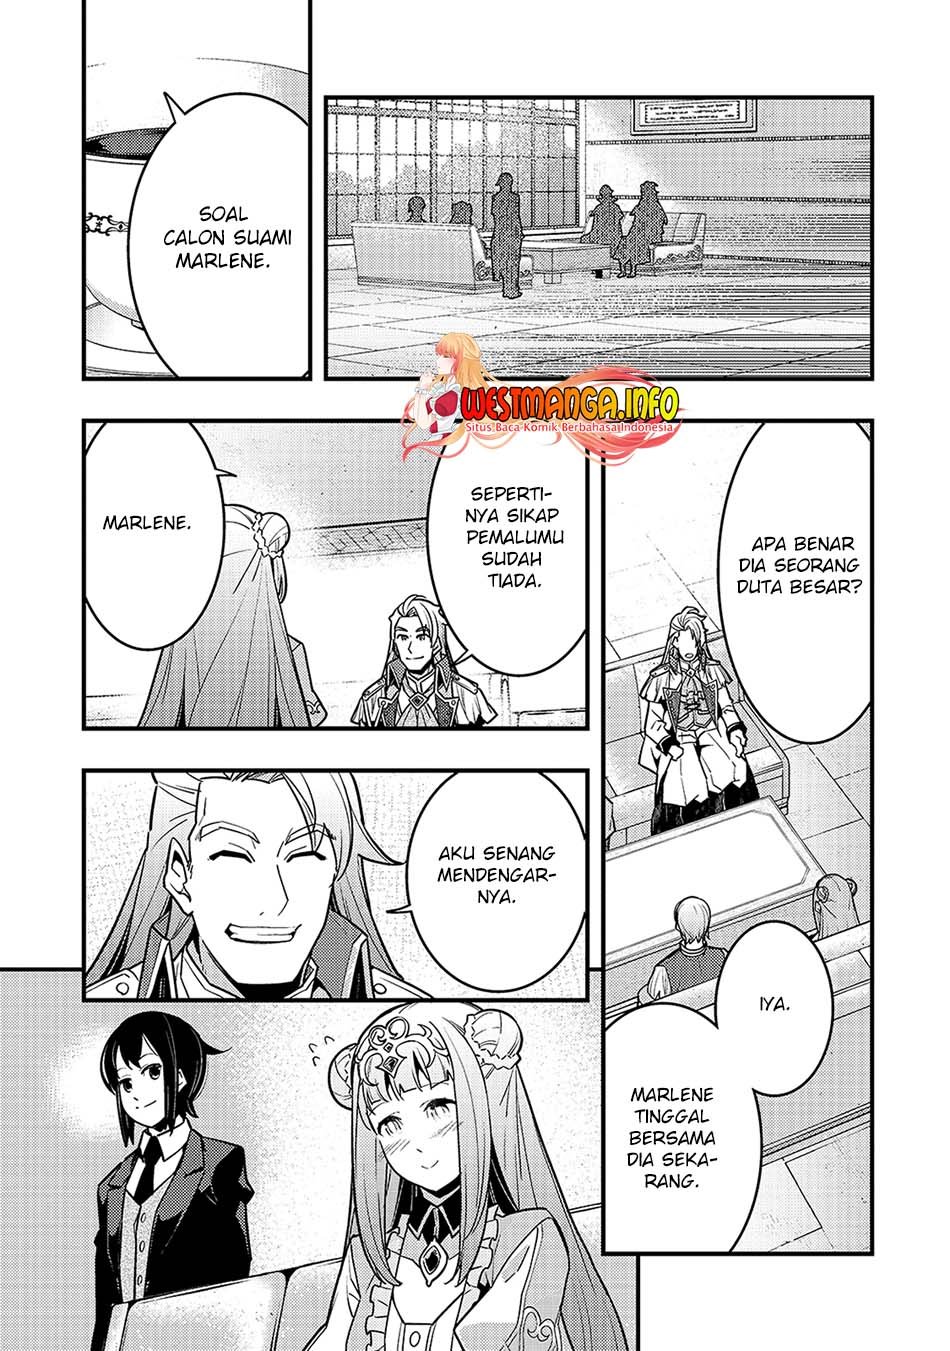 SOAL
CALON SUAMI
MARLENE.
WESTMANGA.INFO
Situs Baca Komik Berbahasa Indonesia
APA BENAR
DIA SEORANG
DUTA BESAR?
IYA.
MARLENE
TINGGAL
BERSAMA
DIA SEKA-
RANG.
SEPERTI-
NYA SIKAP
PEMALUMU
SUDAH
TIADA.
MARLENE.
AKU SENANG
MENDENGAR-
NYA.